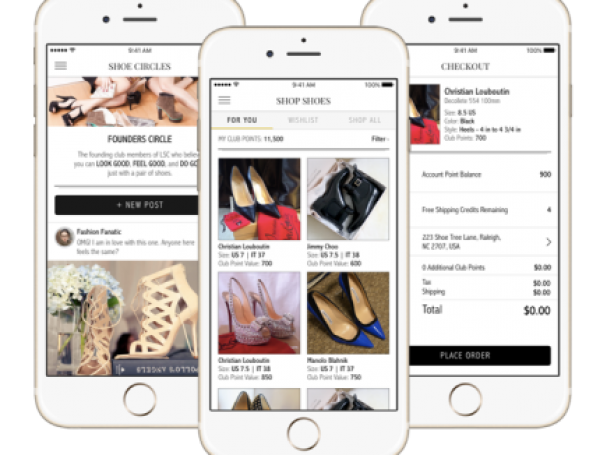 9:41 AM
SHOE CIRCLES
FOUNDERS CIRCLE
The founding club members of LSC who believe
you can LOOK GOOD, FEEL GOOD, and DO GO
just with a pair of shoes.
+ NEW POST
Fashion Fanatic
OMG! I am in love with this one. Anyone here
feels the same?
9:41 AM 100%
SHOP SHOES
FOR YOU WISHLIST SHOP ALL
MY CLUB POINTS: 11,500 Filter
Christian Louboutin
Size: US 7 | IT 37
Club Point Value: 700
Jimmy Choo
Size: US 7.5 | IT 38
Club Point Value: 600
Christian Louboutin
Size: US 7.5 | IT 38
Club Point Value: 850
Manolo Blahnik
Size: US 7 | IT 37
Club Point Value: 750
9:41 AM 100%
CHECKOUT
Christian Louboutin
Decollete 554 100mm
Size: 8.5 US
Color: Black
Style: Heels - 4 in to 4 3/4 in
Club Points: 700
Account Point Balance 900
Free Shipping Credits Remaining 4
223 Shoe Tree Lane, Raleigh,
NC 27607, USA
0 Additional Club Points $0.00
Tax $0.00
Shipping $0.00
Total $0.00
PLACE ORDER